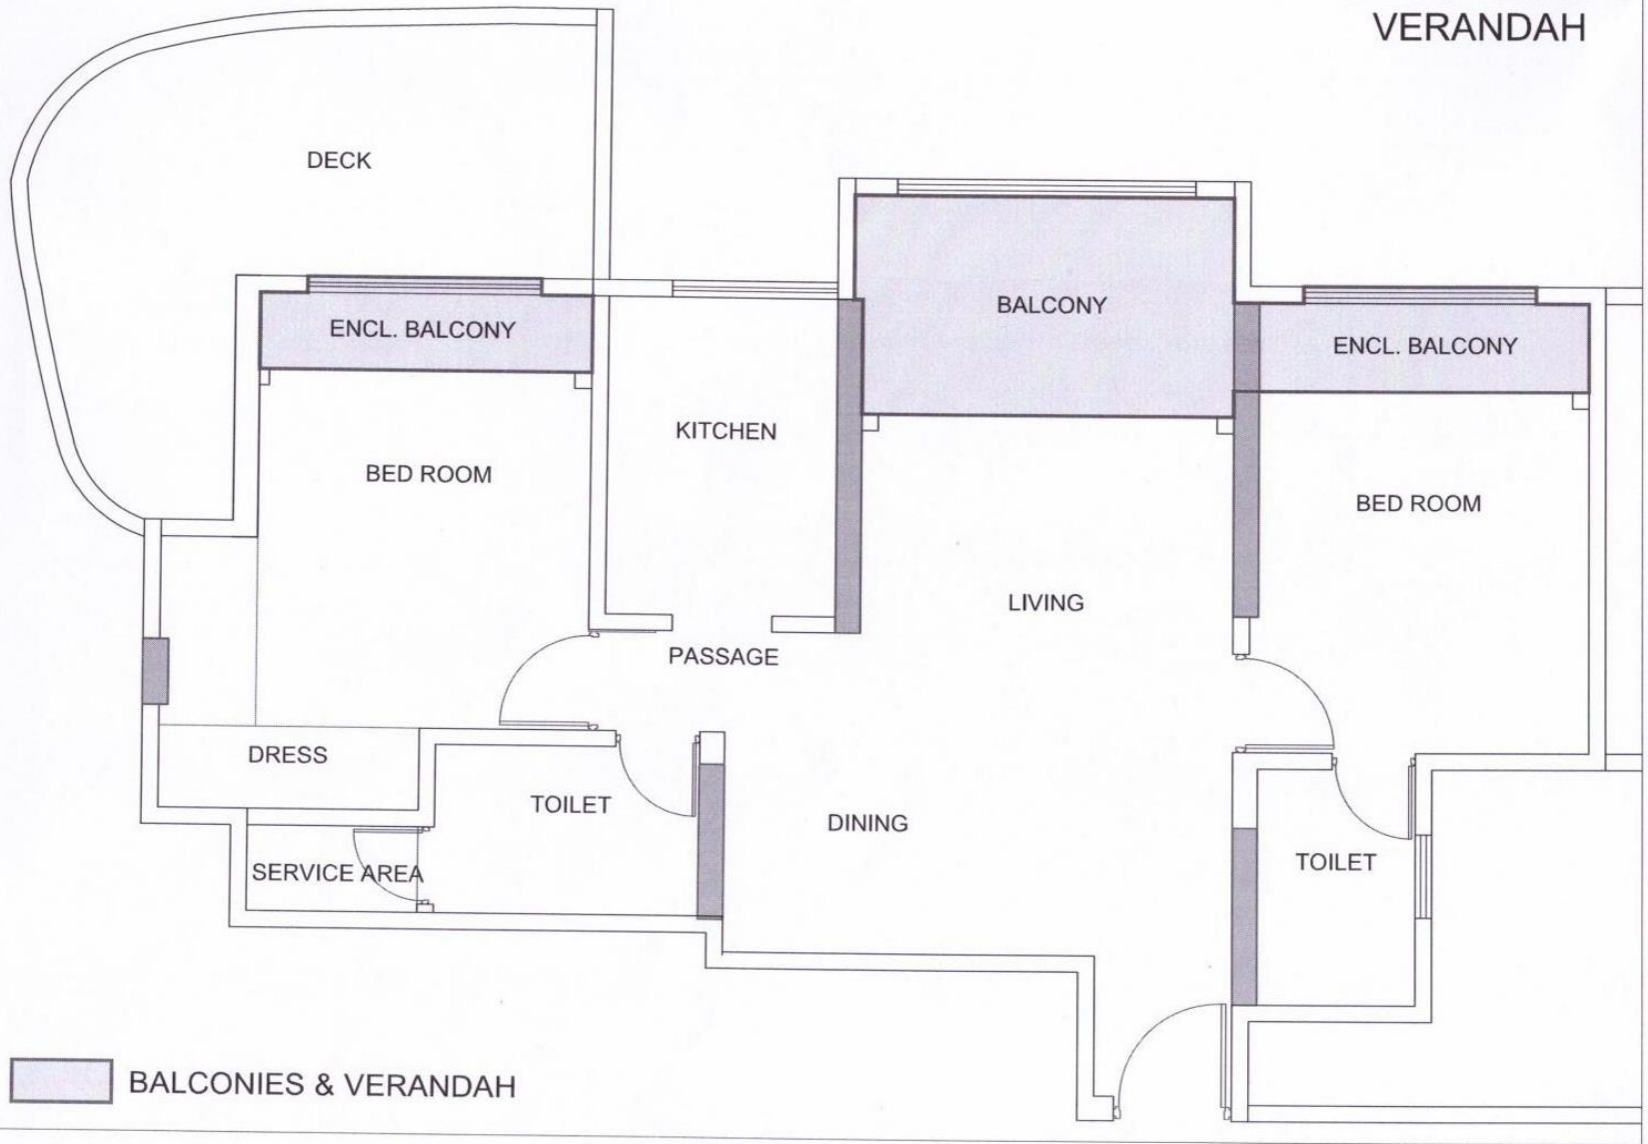 VERANDAH
DECK
BALCONY
ENCL. BALCONY
ENCL. BALCONY
KITCHEN
BED ROOM
BED ROOM
LIVING
PASSAGE
DRESS
TOILET
DINING
TOILET
SERVICE AREA
BALCONIES & VERANDAH